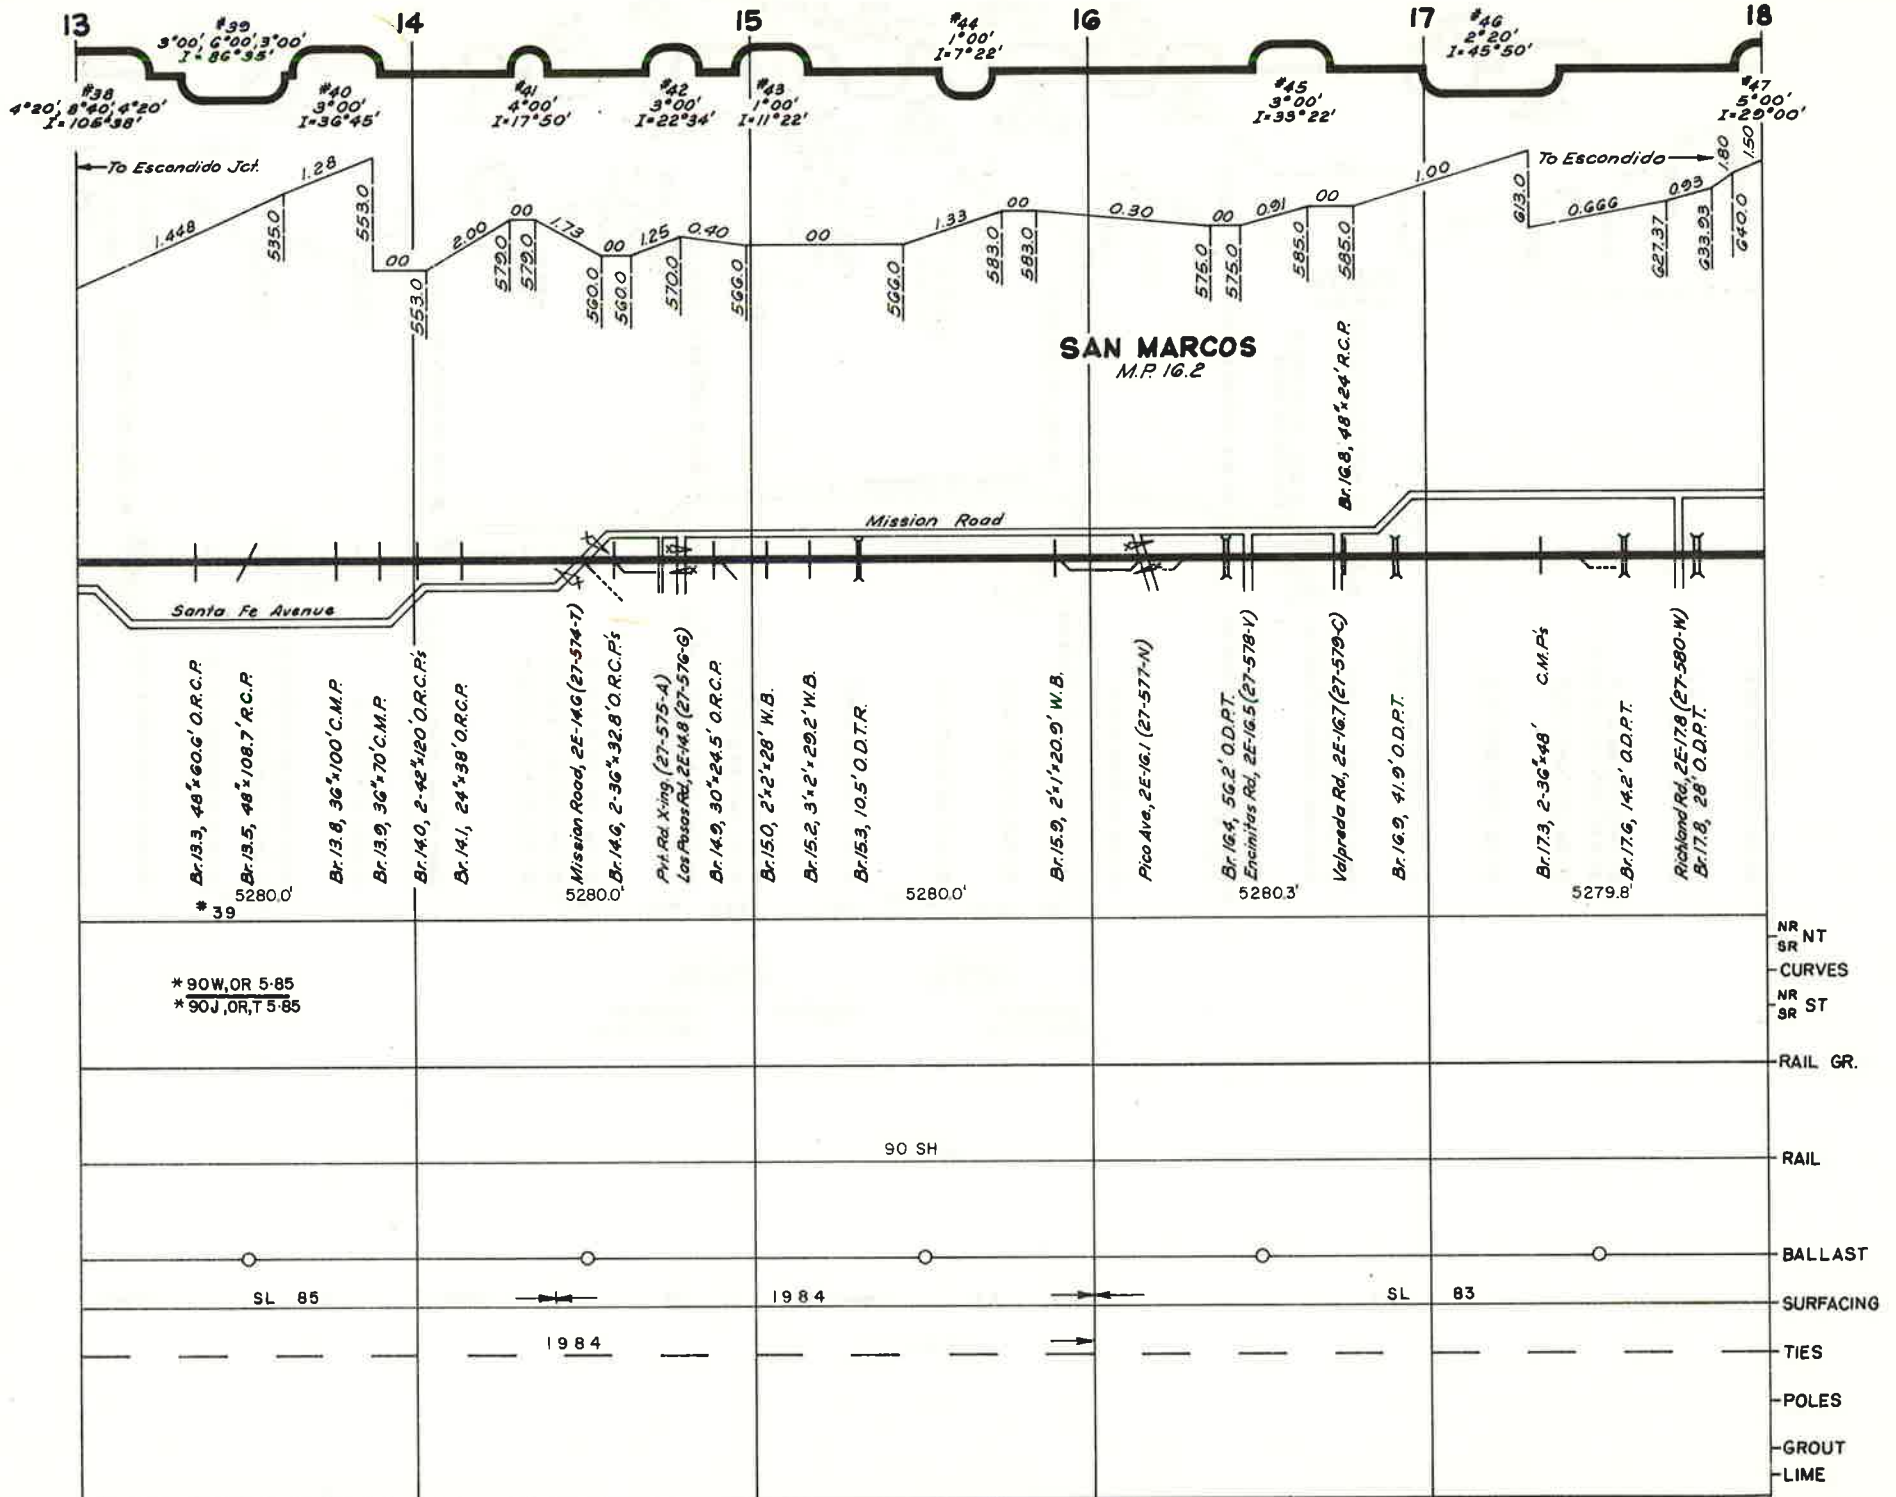 13 14 15 16 17 18
#39
3°00', 6°00', 3°00'
I = 86°35'
#44
1°00'
I=7°22'
#46
2°20'
I=45°50'
#38
4°20', 8°40', 4°20'
I=106°38'
#40
3°00'
I=36°45'
#41
4°00'
I=17°50'
#42
3°00'
I=22°34'
#43
1°00'
I=11°22'
#45
3°00'
I=33°22'
#47
5°00'
I=29°00'
To Escondido Jct.
To Escondido
1.448
535.0
1.28
553.0
00
553.0
2.00
579.0
00
579.0
1.73
560.0
00
560.0
1.25
570.0
0.40
566.0
00
566.0
1.33
583.0
00
583.0
0.30
575.0
00
575.0
0.91
585.0
00
585.0
1.00
613.0
0.666
627.37
0.93
633.93
1.80
640.0
1.50
SAN MARCOS
M.P. 16.2
Br.16.8, 48"x24' R.C.P.
Mission Road
Santa Fe Avenue
Br.13.3, 48"x60.6' O.R.C.P.
Br.13.5, 48"x108.7' R.C.P.
Br.13.8, 36"x100' C.M.P.
Br.13.9, 36"x70' C.M.P.
Br.14.0, 2-42"x120' O.R.C.P.'s
Br.14.1, 24"x38' O.R.C.P.
Mission Road, 2E-14.6 (27-574-T)
Br.14.6, 2-36"x32.8' O.R.C.P.'s
Pvt. Rd. X-ing. (27-575-A)
Las Posas Rd., 2E-14.8 (27-576-G)
Br.14.9, 30"x24.5' O.R.C.P.
Br.15.0, 2'x2'x28' W.B.
Br.15.2, 3'x2'x29.2' W.B.
Br.15.3, 10.5' O.D.T.R.
Br.15.9, 2'x1'x20.9' W.B.
Pico Ave., 2E-16.1 (27-577-N)
Br.16.4, 56.2' O.D.P.T.
Encinitas Rd, 2E-16.5 (27-578-V)
Valpreda Rd, 2E-16.7 (27-579-C)
Br.16.9, 41.9' O.D.P.T.
Br.17.3, 2-36"x48' C.M.P.'s
Br.17.6, 14.2' O.D.P.T.
Richland Rd, 2E-17.8 (27-580-W)
Br.17.8, 28' O.D.P.T.
5280.0' 5280.0' 5280.0' 5280.3' 5279.8'
* 39
NR
SR NT
CURVES
* 90W,OR 5-85
* 90J,OR,T 5-85
NR
SR ST
RAIL GR.
90 SH
RAIL
BALLAST
SL 85 1984 SL 83
SURFACING
1984
TIES
POLES
GROUT
LIME